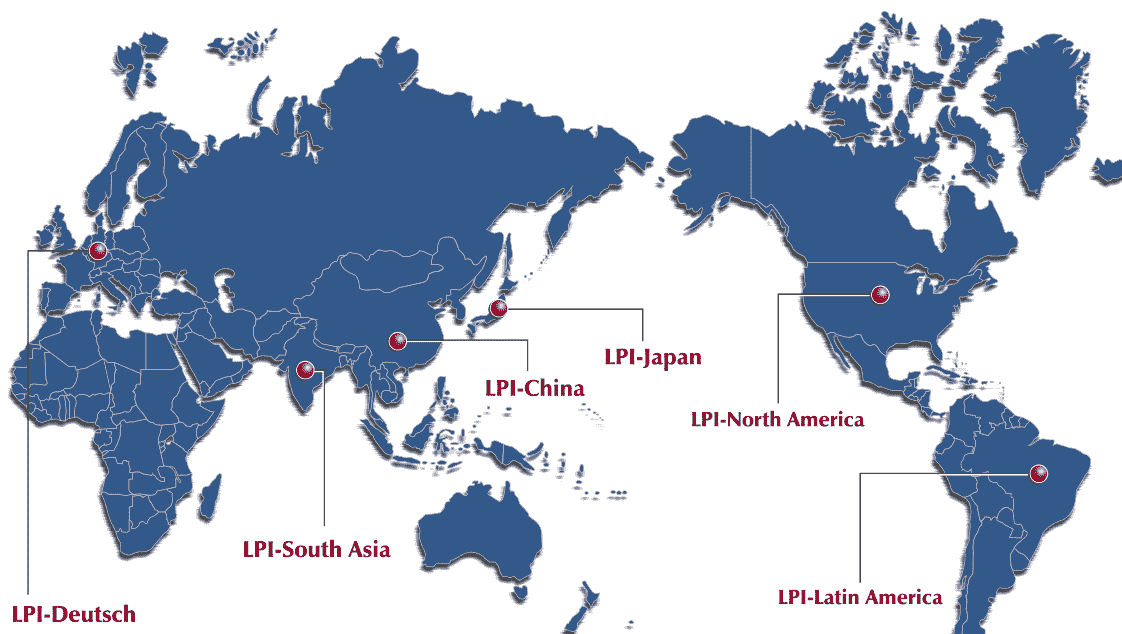 LPI-Japan
LPI-China
LPI-North America
LPI-South Asia
LPI-Latin America
LPI-Deutsch